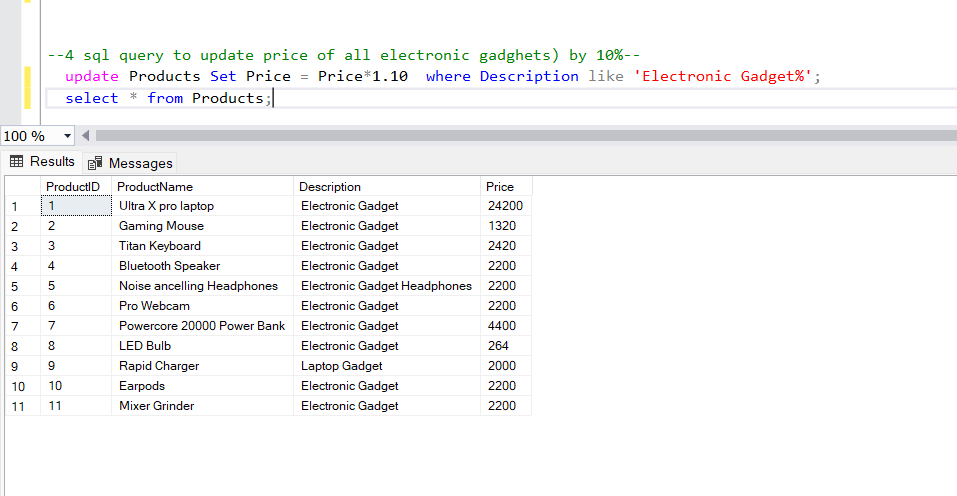 --4 sql query to update price of all electronic gadghets) by 10%--
update Products Set Price = Price*1.10  where Description like 'Electronic Gadget%';
select * from Products;
100 %
Results Messages
ProductID ProductName Description Price
1 1 Ultra X pro laptop Electronic Gadget 24200
2 2 Gaming Mouse Electronic Gadget 1320
3 3 Titan Keyboard Electronic Gadget 2420
4 4 Bluetooth Speaker Electronic Gadget 2200
5 5 Noise ancelling Headphones Electronic Gadget Headphones 2200
6 6 Pro Webcam Electronic Gadget 2200
7 7 Powercore 20000 Power Bank Electronic Gadget 4400
8 8 LED Bulb Electronic Gadget 264
9 9 Rapid Charger Laptop Gadget 2000
10 10 Earpods Electronic Gadget 2200
11 11 Mixer Grinder Electronic Gadget 2200